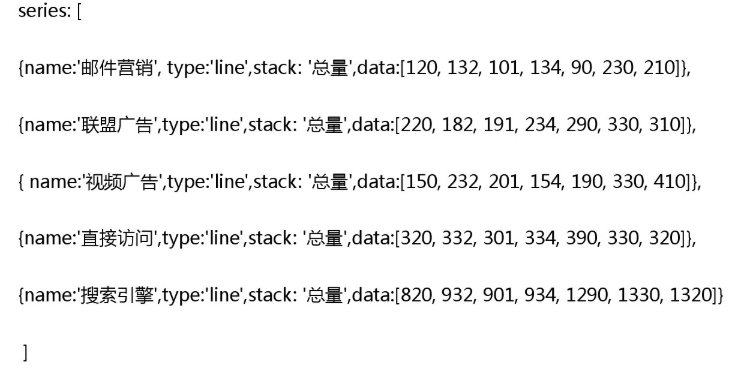 series: [
{name:'邮件营销', type:'line',stack: '总量',data:[120, 132, 101, 134, 90, 230, 210]},
{name:'联盟广告',type:'line',stack: '总量',data:[220, 182, 191, 234, 290, 330, 310]},
{ name:'视频广告',type:'line',stack: '总量',data:[150, 232, 201, 154, 190, 330, 410]},
{name:'直接访问',type:'line',stack: '总量',data:[320, 332, 301, 334, 390, 330, 320]},
{name:'搜索引擎',type:'line',stack: '总量',data:[820, 932, 901, 934, 1290, 1330, 1320]}
]